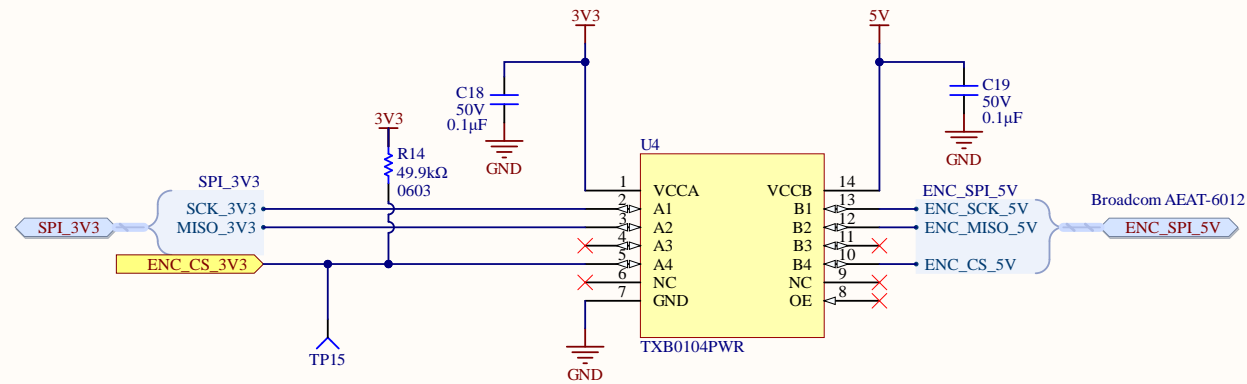 3V3
5V
C18
50V
0.1µF
C19
50V
0.1µF
3V3
GND
GND
R14
49.9kΩ
0603
U4
SPI_3V3
1 VCCA VCCB 14
ENC_SPI_5V
Broadcom AEAT-6012
SCK_3V3 2 A1 B1 13 ENC_SCK_5V
SPI_3V3 MISO_3V3 3 A2 B2 12 ENC_MISO_5V ENC_SPI_5V
4 A3 B3 11
ENC_CS_3V3 5 A4 B4 10 ENC_CS_5V
6 NC NC 9
7 GND OE 8
TXB0104PWR
TP15
GND